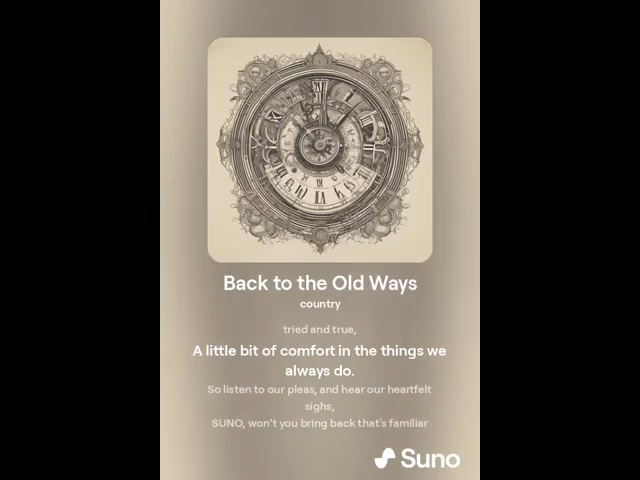 Back to the Old Ways
country
tried and true,
A little bit of comfort in the things we
always do.
So listen to our pleas, and hear our heartfelt
sighs,
SUNO, won't you bring back that's familiar
Suno